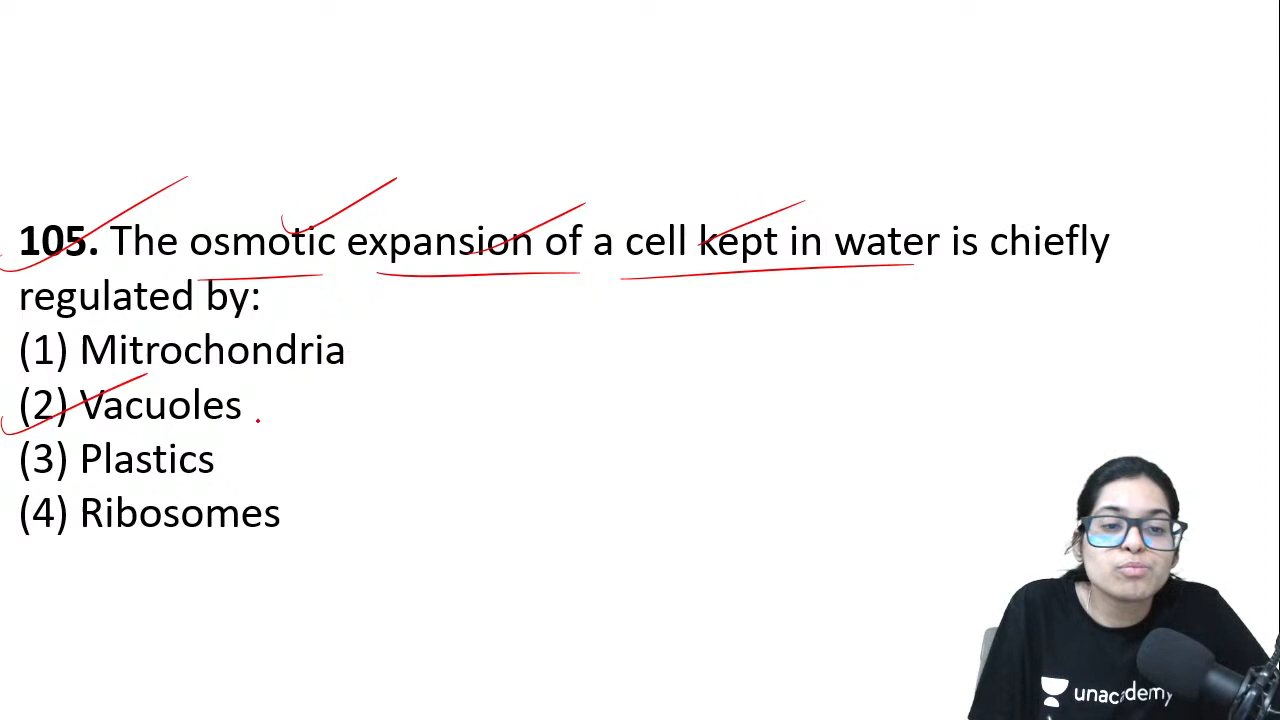 105. The osmotic expansion of a cell kept in water is chiefly
regulated by:
(1) Mitrochondria
(2) Vacuoles
(3) Plastics
(4) Ribosomes
unacademy